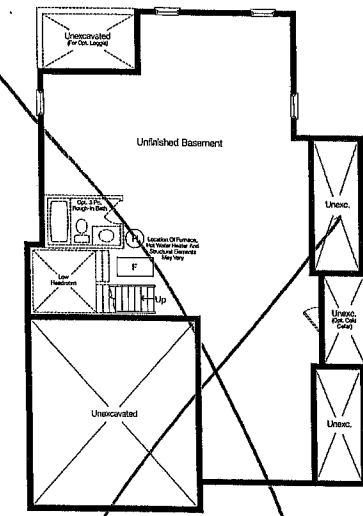 Unexcavated
(For Opt. Loggia)
Unfinished Basement
Opt. 3 Pc.
Rough-In Bath
Unexc.
H
Location Of Furnace,
Hot Water Heater And
Structural Elements
May Vary
F
Low
Headroom
Up
Unexc.
(Opt. Cold
Cellar)
Unexcavated
Unexc.